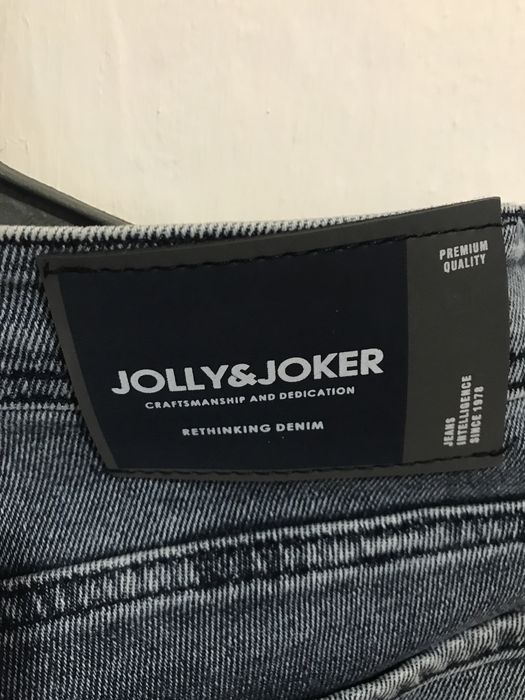 PREMIUM
QUALITY
JOLLY&JOKER
CRAFTSMANSHIP AND DEDICATION
RETHINKING DENIM
JEANS
INTELLIGENCE
SINCE 1978